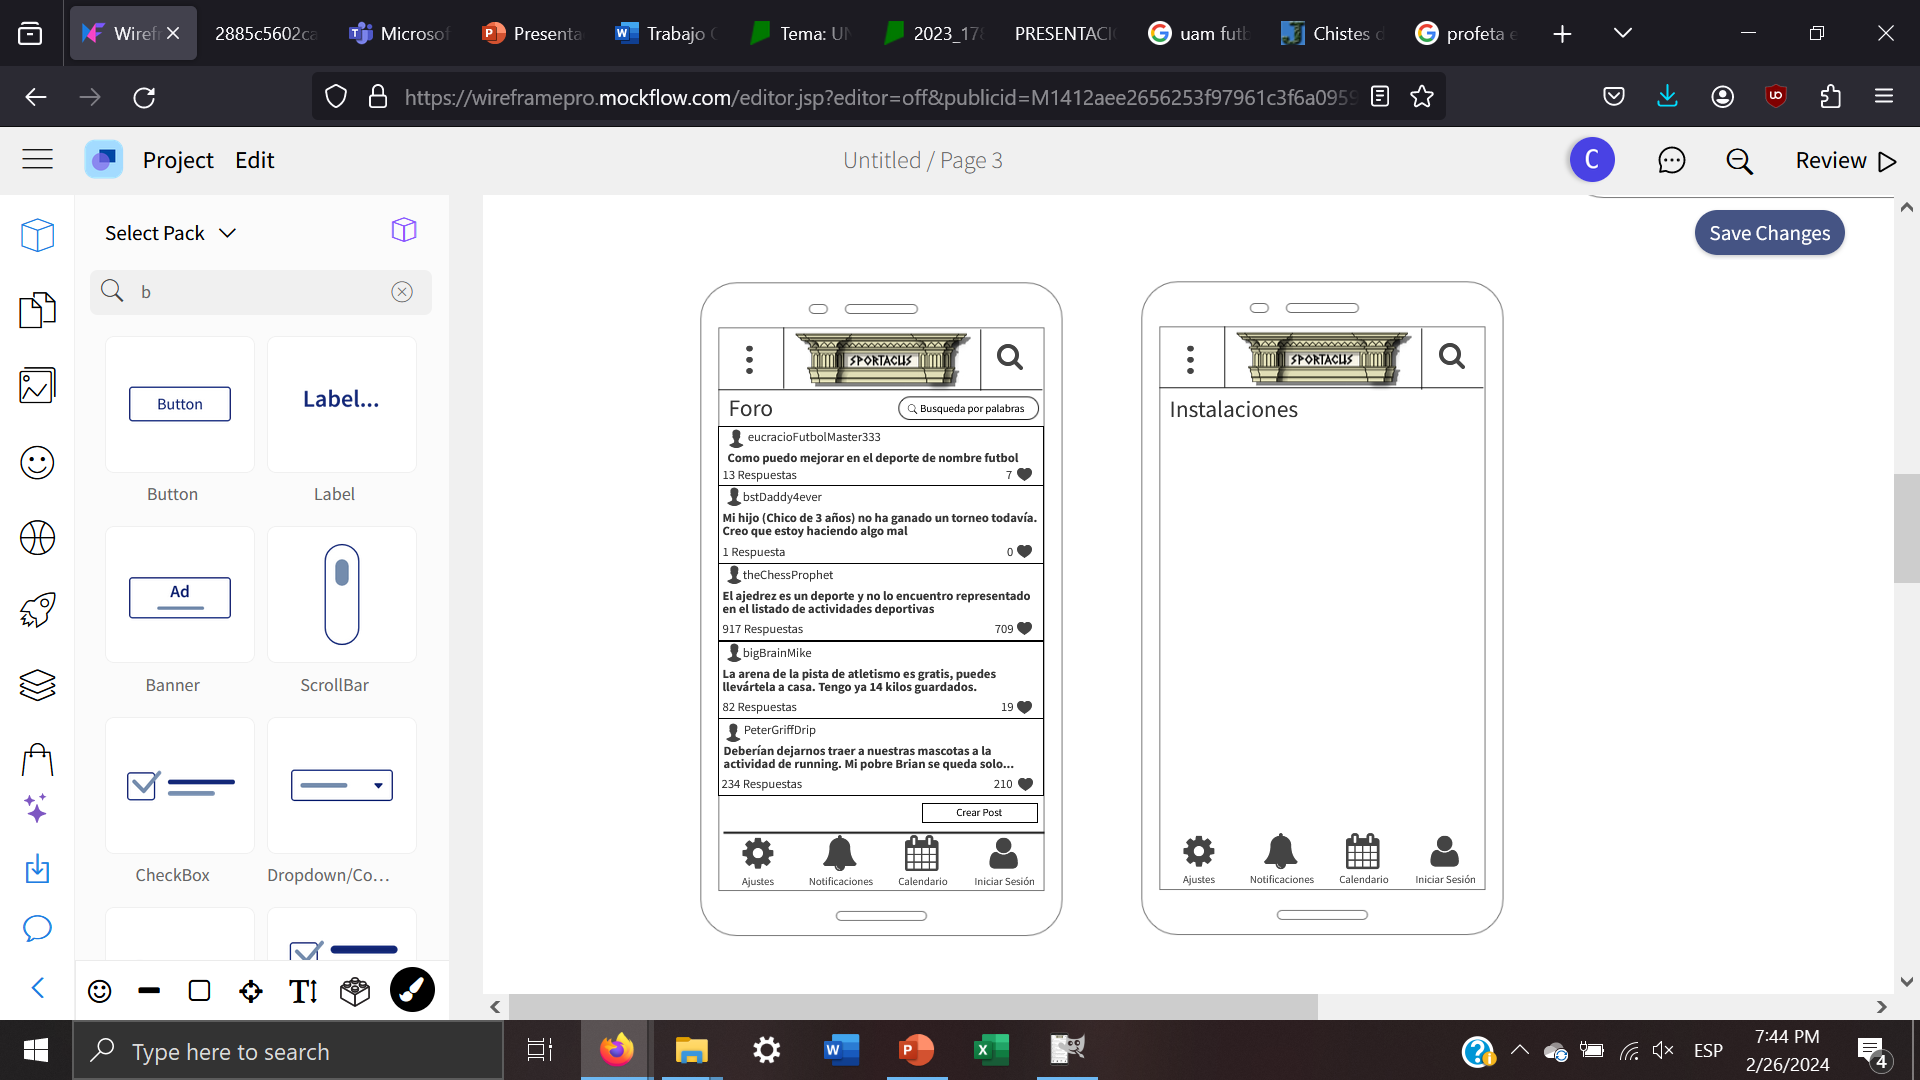 Wirefr
2885c5602ca
Microsof
Presenta
Trabajo
Tema: UN
2023_178
PRESENTACI
uam futb
Chistes d
profeta e
https://wireframepro.mockflow.com/editor.jsp?editor=off&publicid=M1412aee2656253f97961c3f6a0959
Project
Edit
Untitled / Page 3
C
Review
Select Pack
Save Changes
b
Button
Label...
Button
Label
Ad
Banner
ScrollBar
CheckBox
Dropdown/Co...
SPORTACUS
Foro
Busqueda por palabras
eucracioFutbolMaster333
Como puedo mejorar en el deporte de nombre futbol
13 Respuestas
7
bstDaddy4ever
Mi hijo (Chico de 3 años) no ha ganado un torneo todavía.
Creo que estoy haciendo algo mal
1 Respuesta
0
theChessProphet
El ajedrez es un deporte y no lo encuentro representado
en el listado de actividades deportivas
917 Respuestas
709
bigBrainMike
La arena de la pista de atletismo es gratis, puedes
llevártela a casa. Tengo ya 14 kilos guardados.
82 Respuestas
19
PeterGriffDrip
Deberían dejarnos traer a nuestras mascotas a la
actividad de running. Mi pobre Brian se queda solo...
234 Respuestas
210
Crear Post
Ajustes
Notificaciones
Calendario
Iniciar Sesión
SPORTACUS
Instalaciones
Ajustes
Notificaciones
Calendario
Iniciar Sesión
Type here to search
ESP
7:44 PM
2/26/2024
4